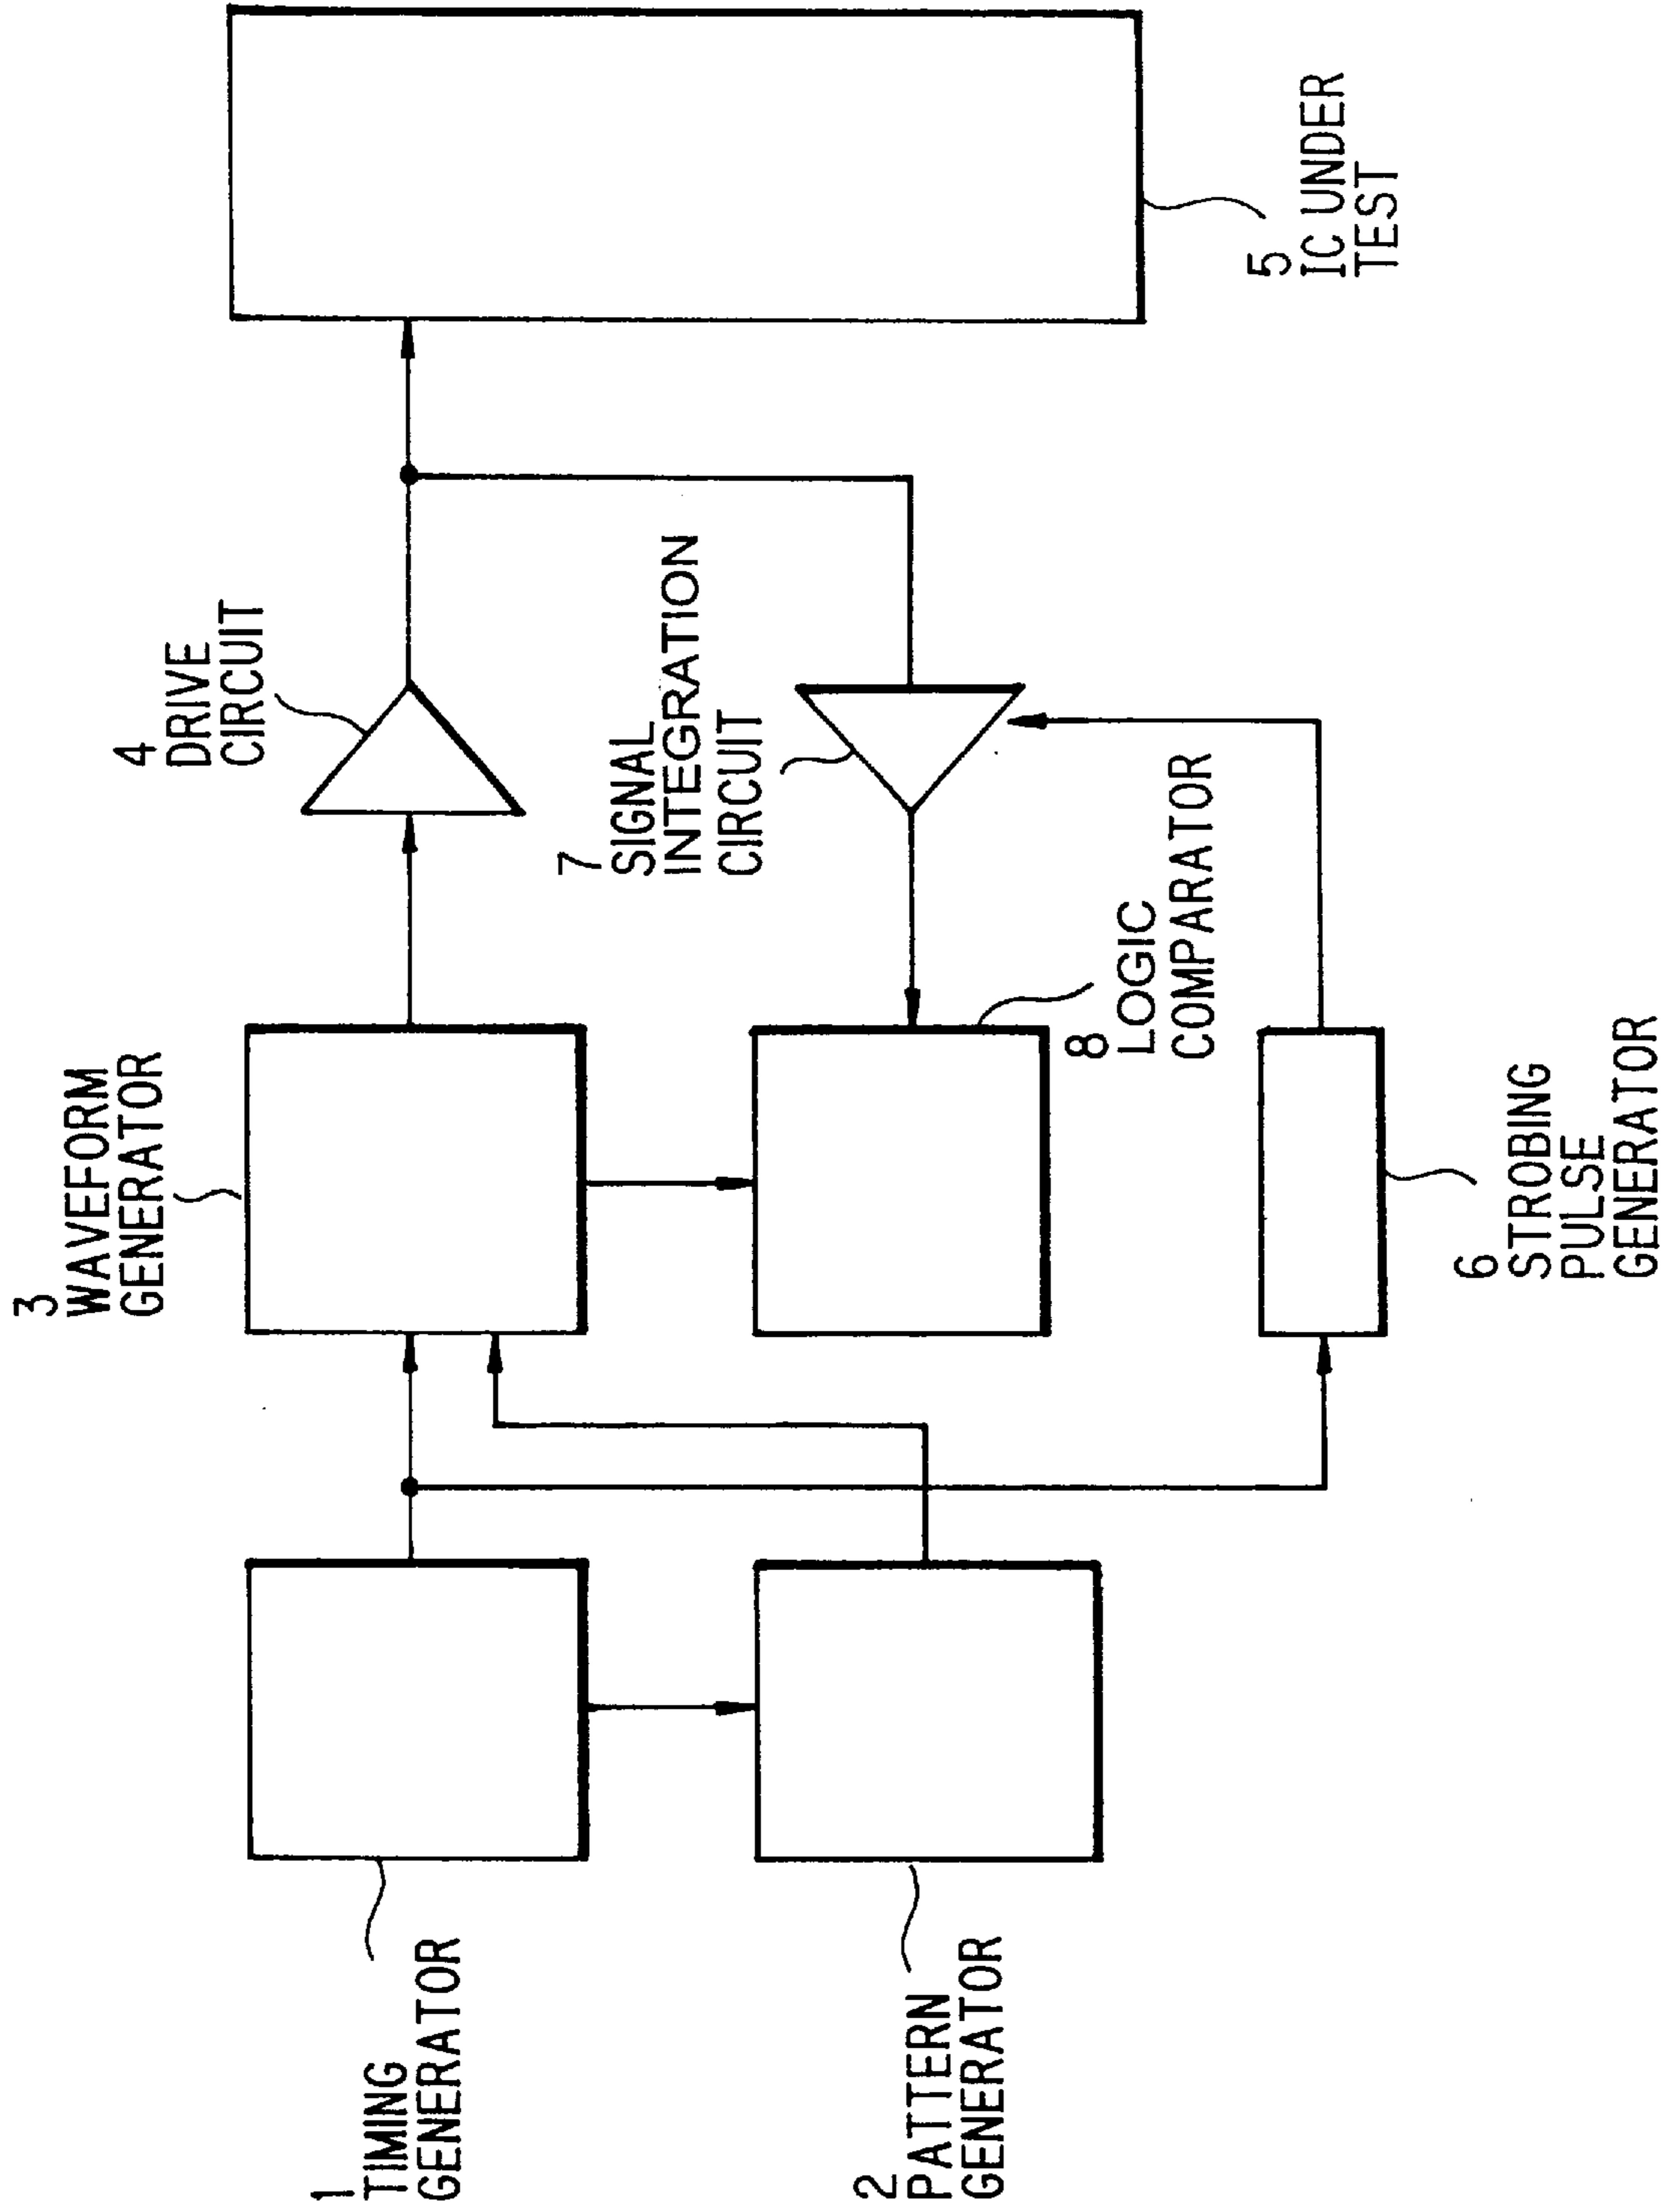 1
TIMING
GENERATOR
2
PATTERN
GENERATOR
3
WAVEFORM
GENERATOR
4
DRIVE
CIRCUIT
5
IC UNDER
TEST
6
STROBING
PULSE
GENERATOR
7
SIGNAL
INTEGRATION
CIRCUIT
8
LOGIC
COMPARATOR